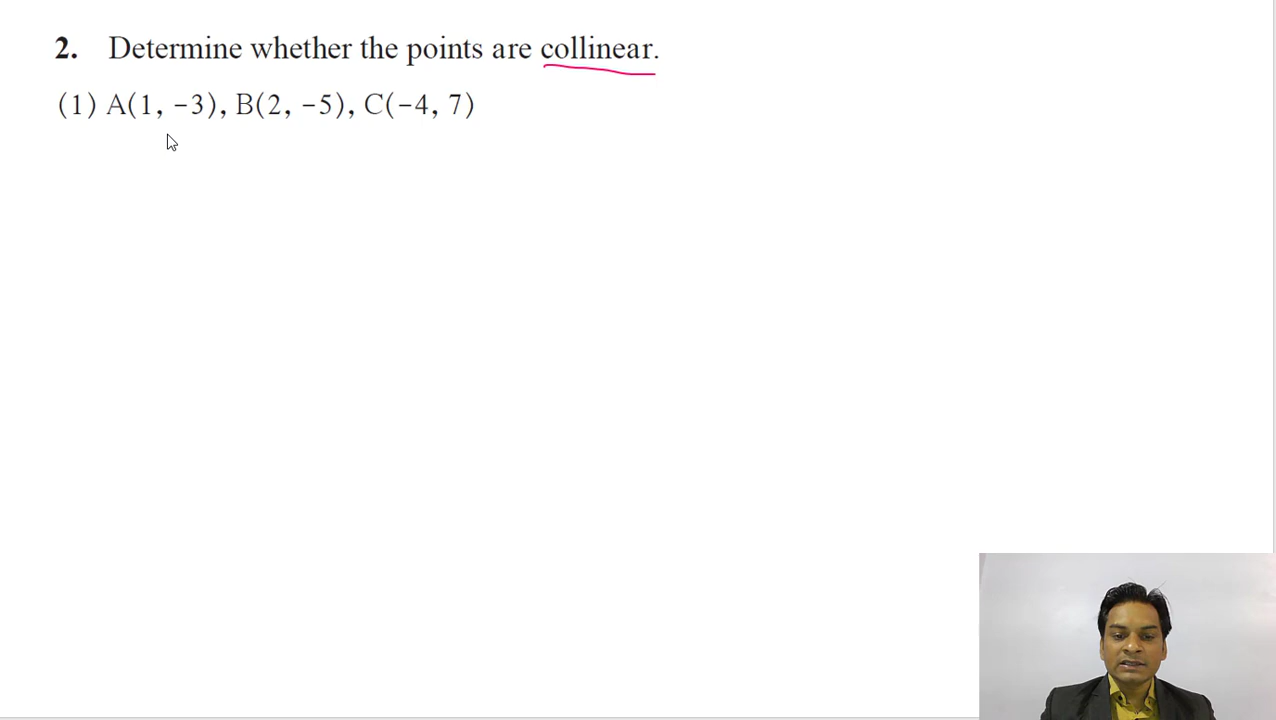 2. Determine whether the points are collinear.
(1) A(1, −3), B(2, −5), C(−4, 7)